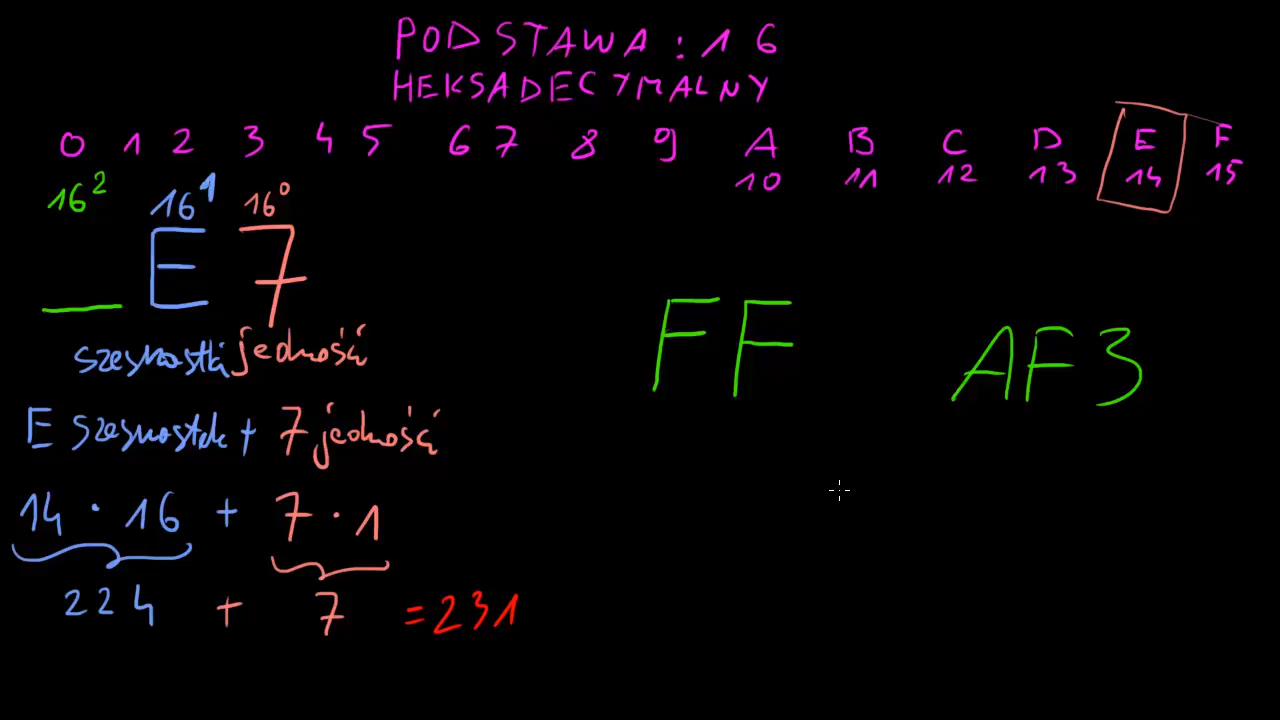 PODSTAWA : 16
HEKSADECYMALNY
0 1 2 3 4 5 6 7 8 9 A B C D E F
10 11 12 13 14 15
16² 16¹ 16⁰
E 7
szesnastki jedności
FF AF3
E szesnastek + 7 jedności
14 · 16 + 7 · 1
224 + 7 = 231